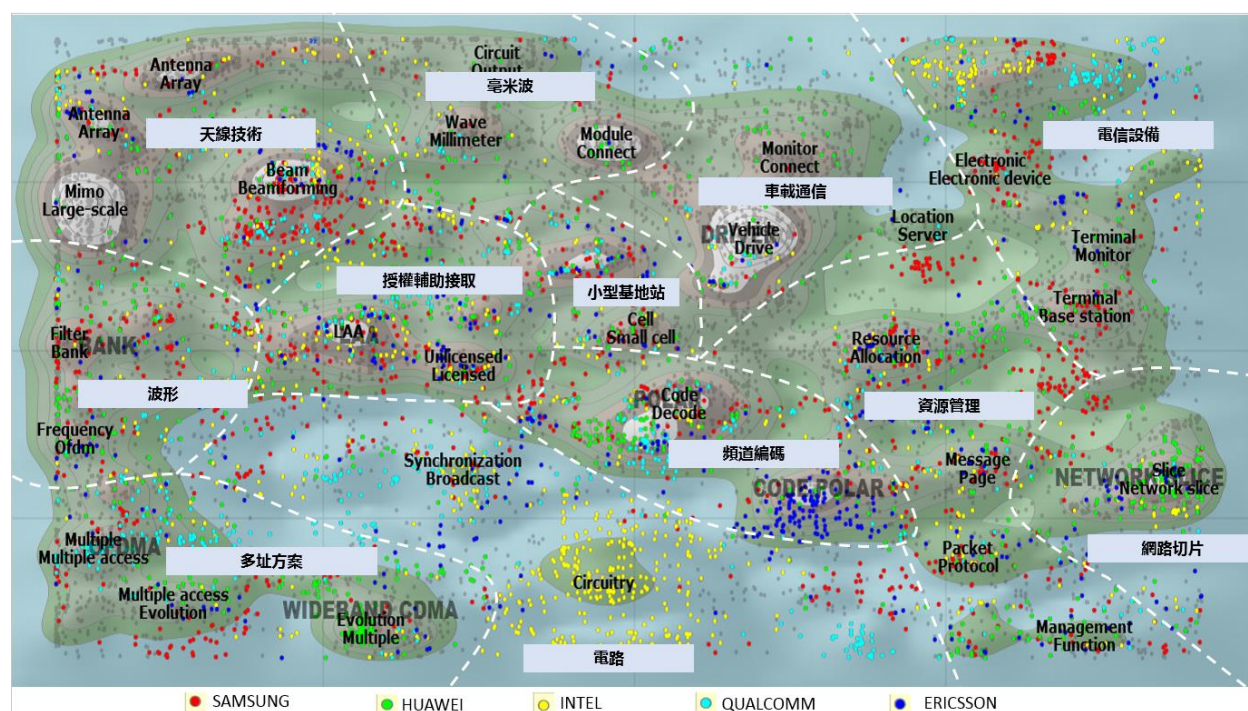 Circuit
Output
Antenna
Array
毫米波
Antenna
Array
天線技術
Wave
Millimeter
Module
Connect
Monitor
Connect
電信設備
Electronic
Electronic device
Beam
Beamforming
Mimo
Large-scale
車載通信
Location
Server
DRIVER
Vehicle
Drive
Terminal
Monitor
授權輔助接取
小型基地站
Terminal
Base station
Cell
Small cell
LAA
Filter
Bank
BANK
Unlicensed
Licensed
Resource
Allocation
波形
POLAR
Code
Decode
資源管理
Frequency
Ofdm
頻道編碼
Synchronization
Broadcast
CODE POLAR
Message
Page
NETWORK SLICE
Slice
Network slice
Multiple
Multiple access
多址方案
Packet
Protocol
網路切片
Circuitry
Multiple access
Evolution
WIDEBAND CDMA
Evolution
Multiple
Management
Function
電路
SAMSUNG
HUAWEI
INTEL
QUALCOMM
ERICSSON